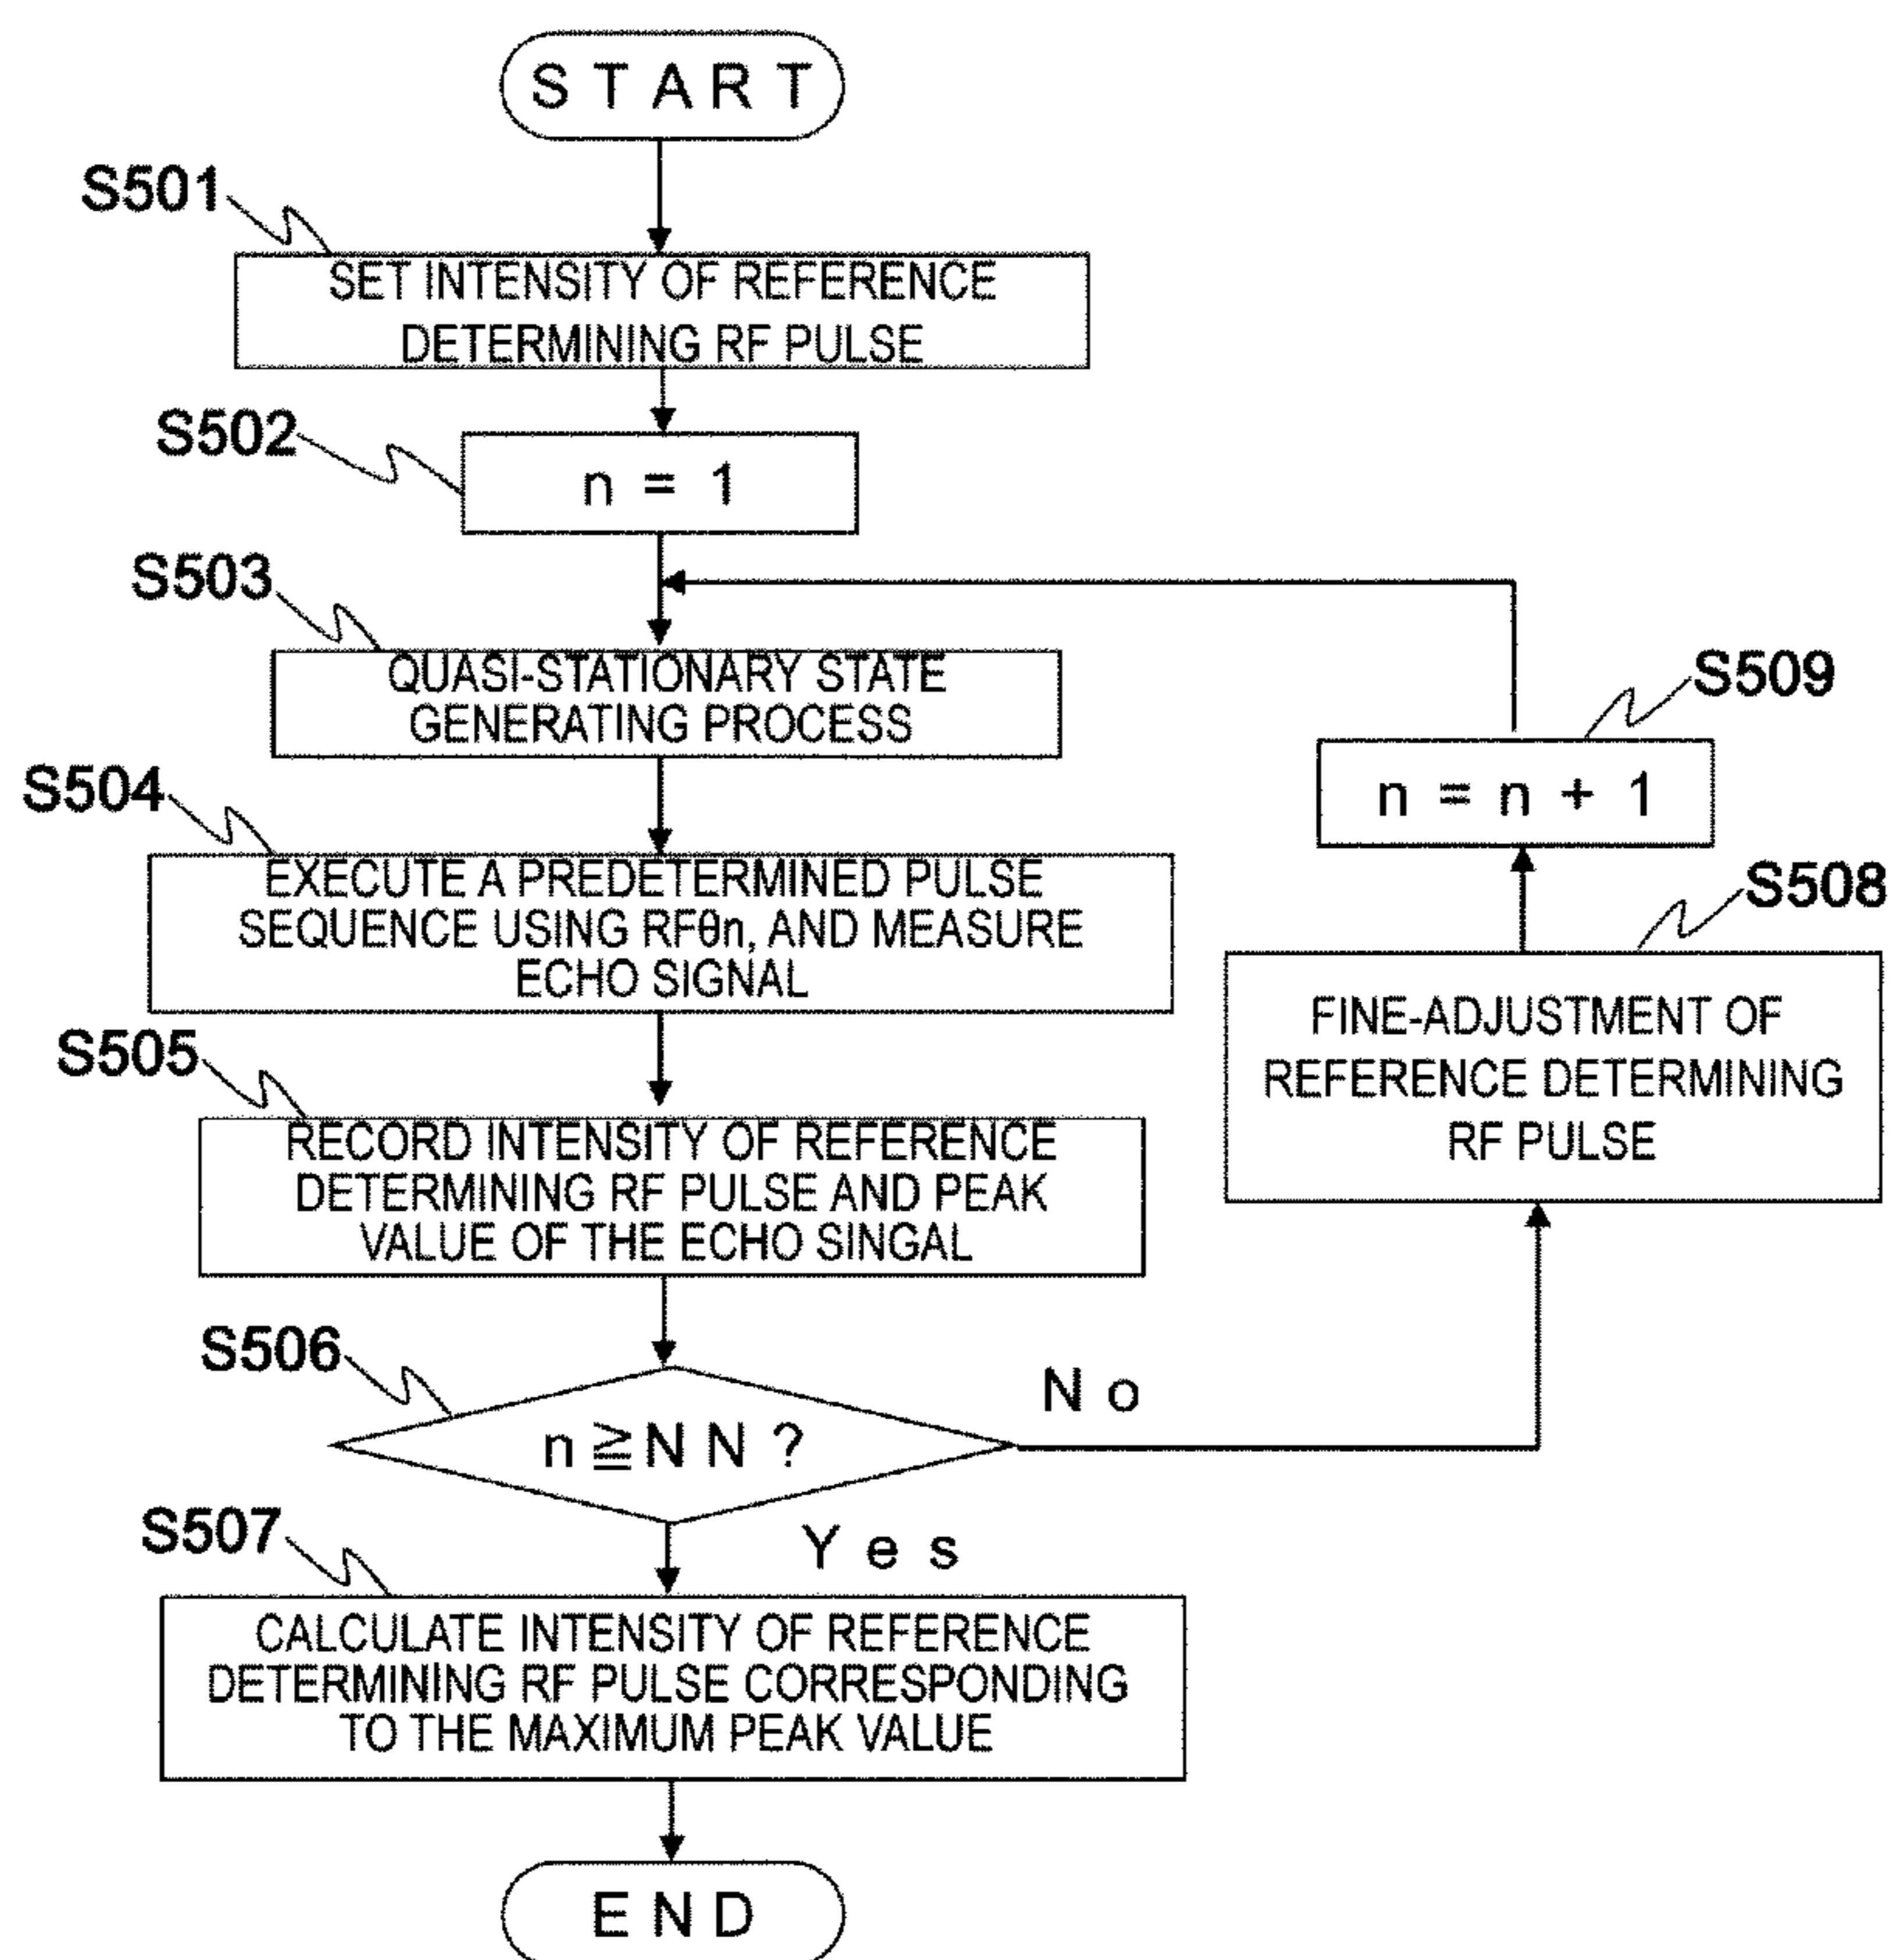 START
S501
SET INTENSITY OF REFERENCE
DETERMINING RF PULSE
S502
n = 1
S503
QUASI-STATIONARY STATE
GENERATING PROCESS
S504
EXECUTE A PREDETERMINED PULSE
SEQUENCE USING RFθn, AND MEASURE
ECHO SIGNAL
S505
RECORD INTENSITY OF REFERENCE
DETERMINING RF PULSE AND PEAK
VALUE OF THE ECHO SINGAL
S506
n ≧ NN ?
No
Yes
S507
CALCULATE INTENSITY OF REFERENCE
DETERMINING RF PULSE CORRESPONDING
TO THE MAXIMUM PEAK VALUE
S508
FINE-ADJUSTMENT OF
REFERENCE DETERMINING
RF PULSE
S509
n = n + 1
END